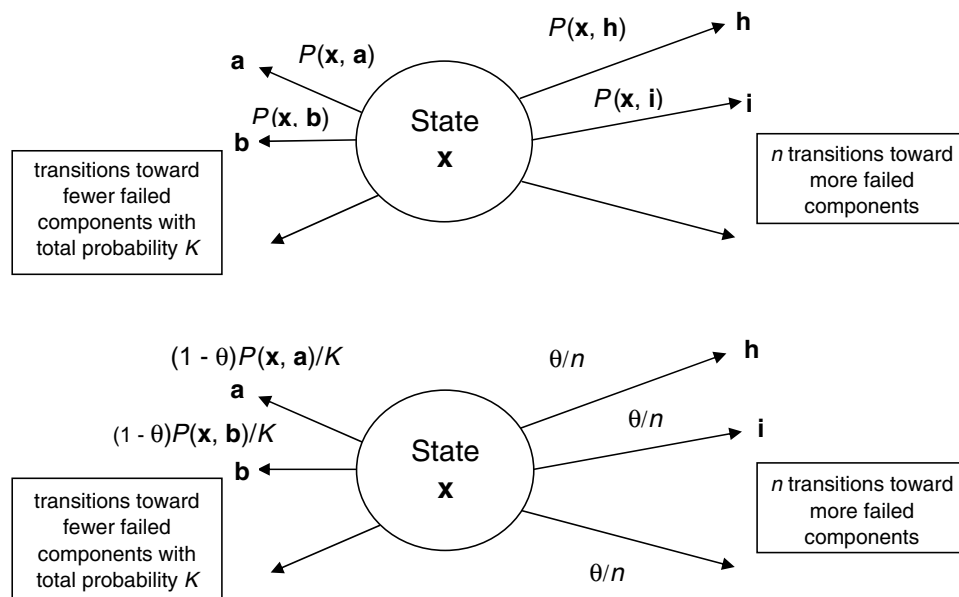 P(x, h)
h
a
P(x, a)
P(x, i)
i
P(x, b)
b
State
x
transitions toward
fewer failed
components with
total probability K
n transitions toward
more failed
components
(1 - θ)P(x, a)/K
θ/n
h
a
θ/n
i
(1 - θ)P(x, b)/K
b
State
x
transitions toward
fewer failed
components with
total probability K
n transitions toward
more failed
components
θ/n